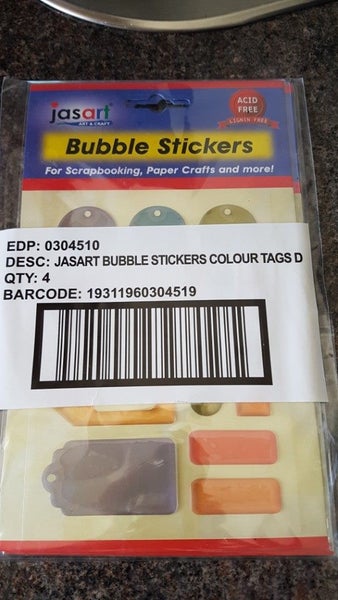 jasart
ART & CRAFT
ACID
FREE
LIGNIN FREE
Bubble Stickers
For Scrapbooking, Paper Crafts and more!
EDP: 0304510
DESC: JASART BUBBLE STICKERS COLOUR TAGS D
QTY: 4
BARCODE: 19311960304519